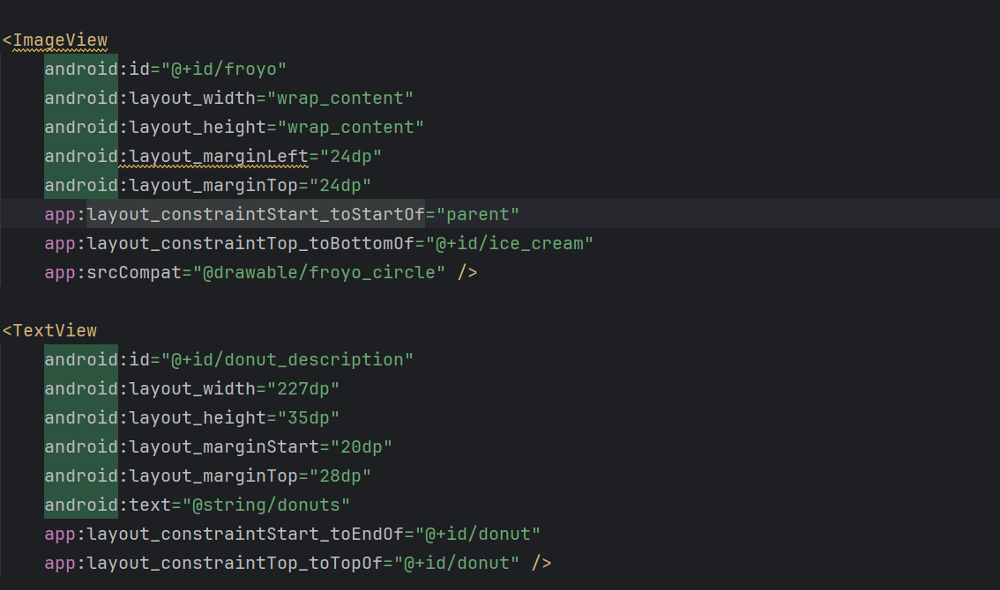 <ImageView
    android:id="@+id/froyo"
    android:layout_width="wrap_content"
    android:layout_height="wrap_content"
    android:layout_marginLeft="24dp"
    android:layout_marginTop="24dp"
    app:layout_constraintStart_toStartOf="parent"
    app:layout_constraintTop_toBottomOf="@+id/ice_cream"
    app:srcCompat="@drawable/froyo_circle" />

<TextView
    android:id="@+id/donut_description"
    android:layout_width="227dp"
    android:layout_height="35dp"
    android:layout_marginStart="20dp"
    android:layout_marginTop="28dp"
    android:text="@string/donuts"
    app:layout_constraintStart_toEndOf="@+id/donut"
    app:layout_constraintTop_toTopOf="@+id/donut" />